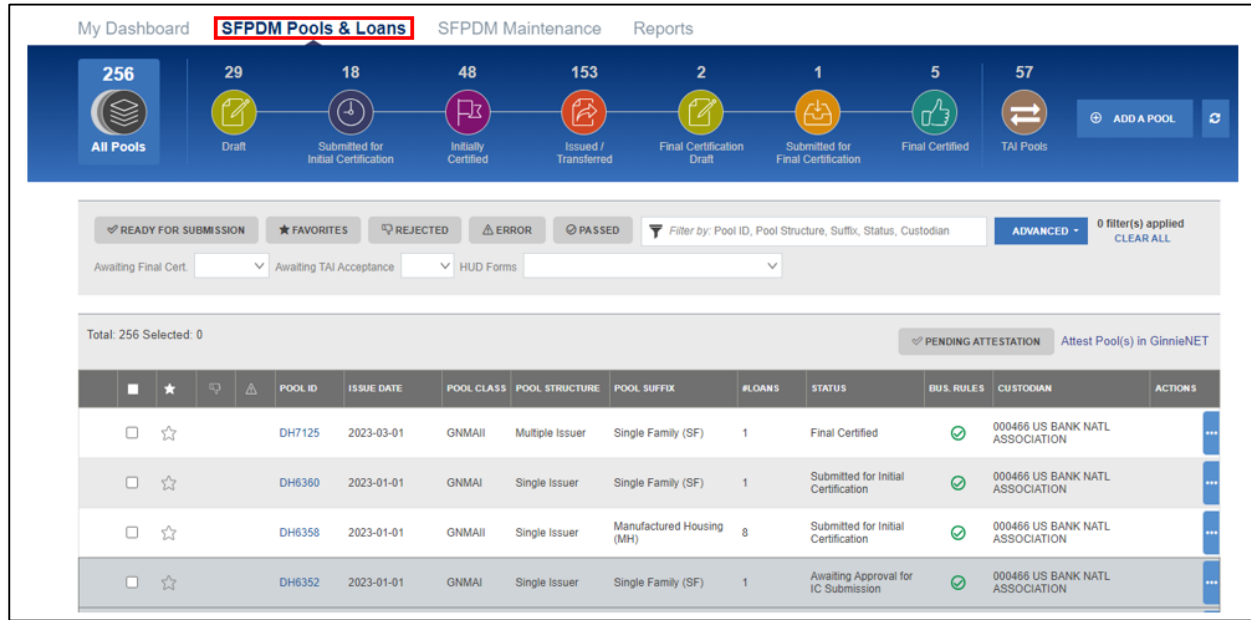 My Dashboard SFPDM Pools & Loans SFPDM Maintenance Reports
256 29 18 48 153 2 1 5 57
ADD A POOL
All Pools Draft Submitted for Initial Certification Initially Certified Issued / Transferred Final Certification Draft Submitted for Final Certification Final Certified TAI Pools
READY FOR SUBMISSION FAVORITES REJECTED ERROR PASSED Filter by: Pool ID, Pool Structure, Suffix, Status, Custodian ADVANCED 0 filter(s) applied
CLEAR ALL
Awaiting Final Cert. Awaiting TAI Acceptance HUD Forms
Total: 256 Selected: 0
PENDING ATTESTATION Attest Pool(s) in GinnieNET
POOL ID ISSUE DATE POOL CLASS POOL STRUCTURE POOL SUFFIX #LOANS STATUS BUS. RULES CUSTODIAN ACTIONS
DH7125 2023-03-01 GNMAII Multiple Issuer Single Family (SF) 1 Final Certified 000466 US BANK NATL
ASSOCIATION
DH6360 2023-01-01 GNMAI Single Issuer Single Family (SF) 1 Submitted for Initial 000466 US BANK NATL
Certification ASSOCIATION
DH6358 2023-01-01 GNMAII Single Issuer Manufactured Housing 8 Submitted for Initial 000466 US BANK NATL
(MH) Certification ASSOCIATION
DH6352 2023-01-01 GNMAI Single Issuer Single Family (SF) 1 Awaiting Approval for 000466 US BANK NATL
IC Submission ASSOCIATION